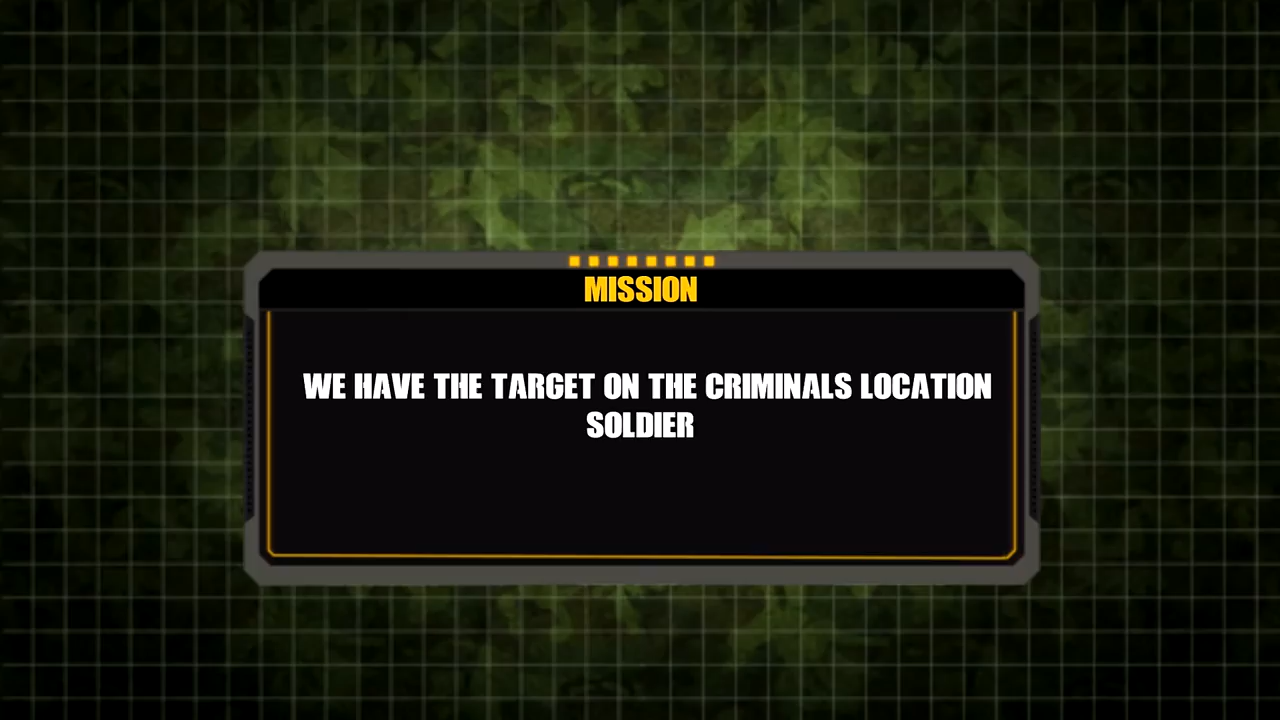 MISSION
WE HAVE THE TARGET ON THE CRIMINALS LOCATION
SOLDIER